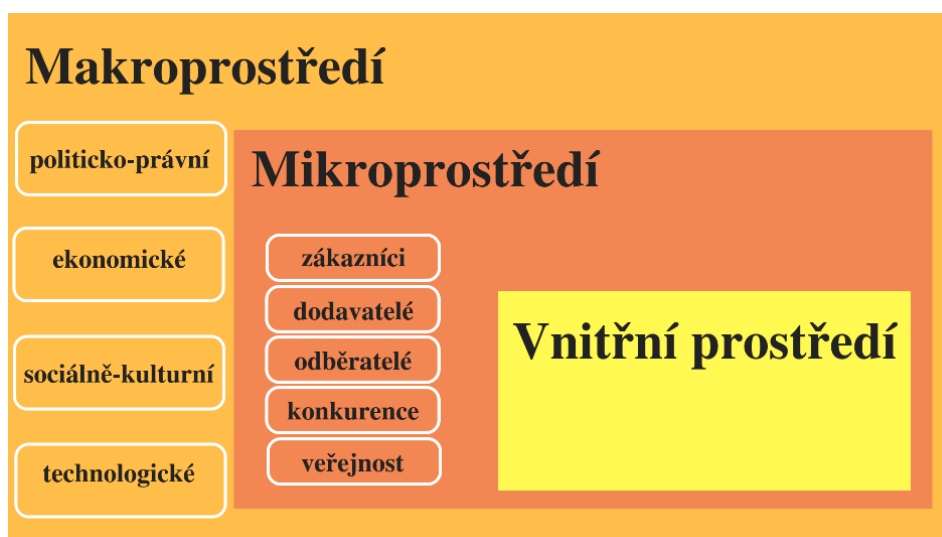 Makroprostředí
politicko-právní
ekonomické
sociálně-kulturní
technologické
Mikroprostředí
zákazníci
dodavatelé
odběratelé
konkurence
veřejnost
Vnitřní prostředí